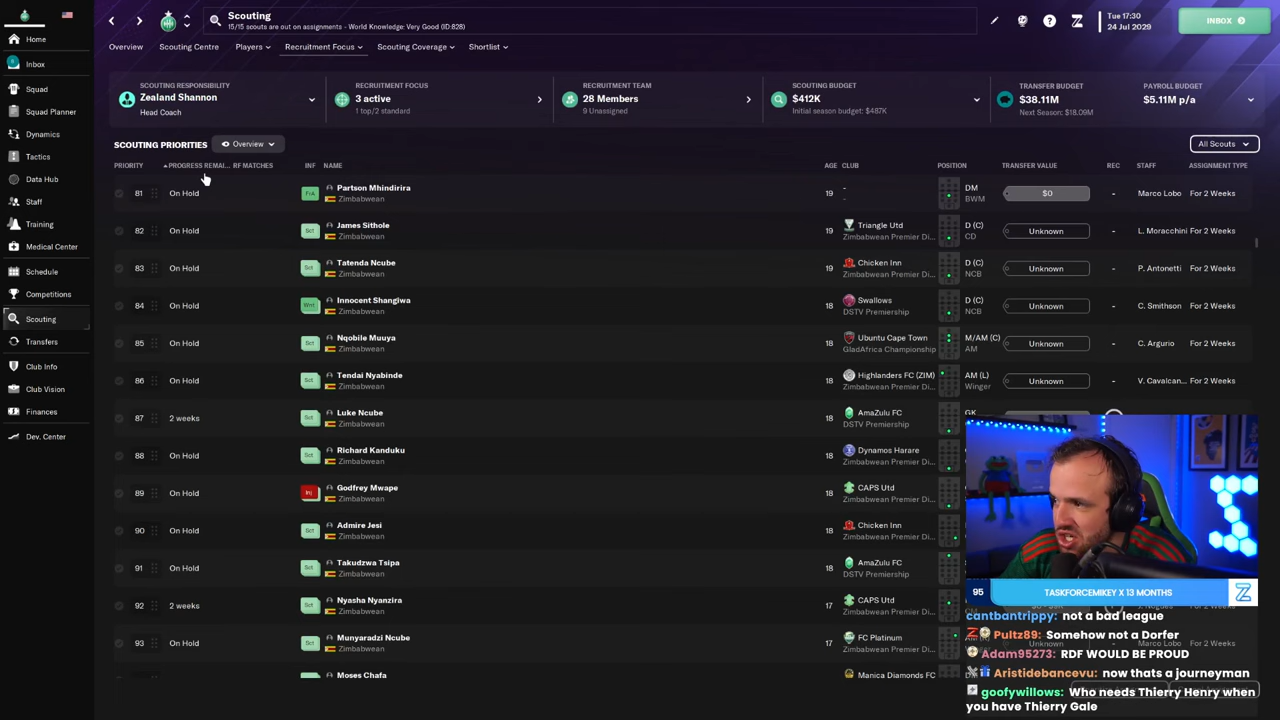 Scouting
15/15 scouts are out on assignments - World Knowledge: Very Good (ID:828)
Tue 17:30
24 Jul 2029
INBOX
Home
Inbox
Squad
Squad Planner
Dynamics
Tactics
Data Hub
Staff
Training
Medical Center
Schedule
Competitions
Scouting
Transfers
Club Info
Club Vision
Finances
Dev. Center
Overview
Scouting Centre
Players
Recruitment Focus
Scouting Coverage
Shortlist
SCOUTING RESPONSIBILITY
Zealand Shannon
Head Coach
RECRUITMENT FOCUS
3 active
1 top/2 standard
RECRUITMENT TEAM
28 Members
9 Unassigned
SCOUTING BUDGET
$412K
Initial season budget: $487K
TRANSFER BUDGET
$38.11M
Next Season: $18.09M
PAYROLL BUDGET
$5.11M p/a
SCOUTING PRIORITIES
Overview
All Scouts
PRIORITY PROGRESS REMAI... RF MATCHES INF NAME AGE CLUB POSITION TRANSFER VALUE REC STAFF ASSIGNMENT TYPE
81 On Hold FrA Partson Mhindirira 19 - DM $0 - Marco Lobo For 2 Weeks
Zimbabwean - BWM
82 On Hold Sct James Sithole 19 Triangle Utd D (C) Unknown - L. Moracchini For 2 Weeks
Zimbabwean Zimbabwean Premier Di... CD
83 On Hold Sct Tatenda Ncube 19 Chicken Inn D (C) Unknown - P. Antonetti For 2 Weeks
Zimbabwean Zimbabwean Premier Di... NCB
84 On Hold Wnt Innocent Shangiwa 18 Swallows D (C) Unknown - C. Smithson For 2 Weeks
Zimbabwean DSTV Premiership NCB
85 On Hold Sct Nqobile Muuya 18 Ubuntu Cape Town M/AM (C) Unknown - C. Argurio For 2 Weeks
Zimbabwean GladAfrica Championship AM
86 On Hold Sct Tendai Nyabinde 18 Highlanders FC (ZIM) AM (L) Unknown - V. Cavalcan... For 2 Weeks
Zimbabwean Zimbabwean Premier Di... Winger
87 2 weeks Sct Luke Ncube 18 AmaZulu FC GK
Zimbabwean DSTV Premiership
88 On Hold Sct Richard Kanduku 18 Dynamos Harare
Zimbabwean Zimbabwean Premier Di...
89 On Hold Inj Godfrey Mwape 18 CAPS Utd
Zimbabwean Zimbabwean Premier Di...
90 On Hold Sct Admire Jesi 18 Chicken Inn
Zimbabwean Zimbabwean Premier Di...
91 On Hold Sct Takudzwa Tsipa 18 AmaZulu FC
Zimbabwean DSTV Premiership
92 2 weeks Sct Nyasha Nyanzira 17 CAPS Utd
Zimbabwean Zimbabwean Premier Di...
93 On Hold Sct Munyaradzi Ncube 17 FC Platinum
Zimbabwean Zimbabwean Premier Di...
Moses Chafa Manica Diamonds FC
95 TASKFORCEMIKEY X 13 MONTHS
cantbantrippy: not a bad league
Pultz89: Somehow not a Dorfer
Adam95273: RDF WOULD BE PROUD
Aristidebancevu: now thats a journeyman
goofywillows: Who needs Thierry Henry when
you have Thierry Gale